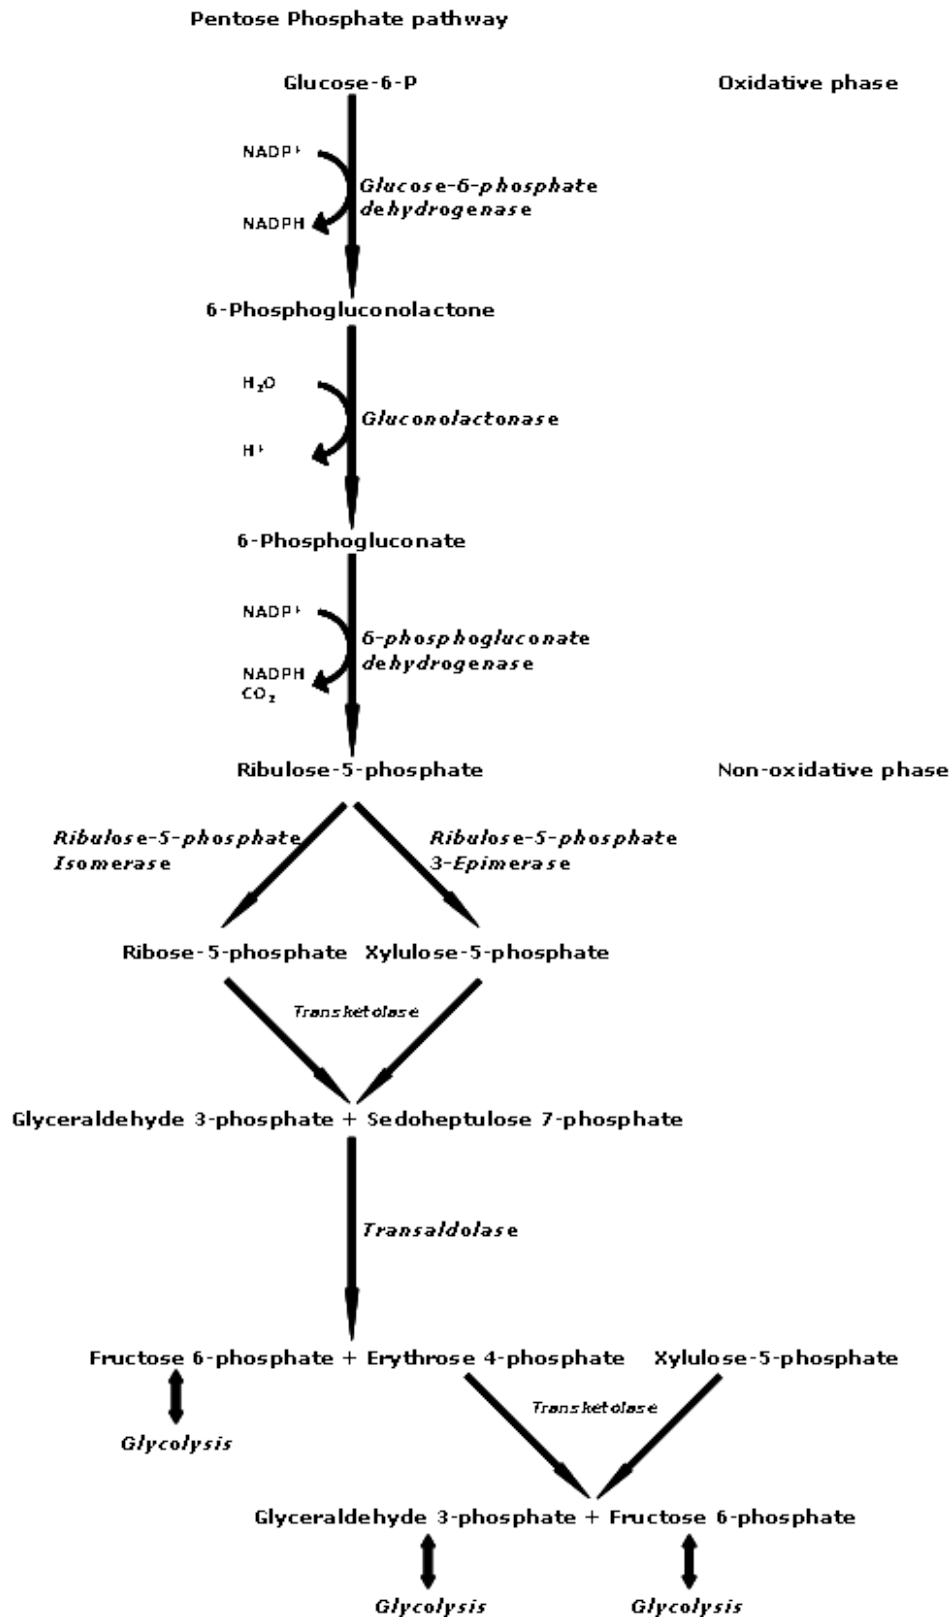 Pentose Phosphate pathway
Glucose-6-P
Oxidative phase
NADP+
Glucose-6-phosphate
dehydrogenase
NADPH
6-Phosphogluconolactone
H₂O
Gluconolactonase
H+
6-Phosphogluconate
NADP+
6-phosphogluconate
dehydrogenase
NADPH
CO₂
Ribulose-5-phosphate
Non-oxidative phase
Ribulose-5-phosphate
Isomerase
Ribulose-5-phosphate
3-Epimerase
Ribose-5-phosphate
Xylulose-5-phosphate
Transketolase
Glyceraldehyde 3-phosphate + Sedoheptulose 7-phosphate
Transaldolase
Fructose 6-phosphate + Erythrose 4-phosphate
Xylulose-5-phosphate
Transketolase
Glycolysis
Glyceraldehyde 3-phosphate + Fructose 6-phosphate
Glycolysis
Glycolysis